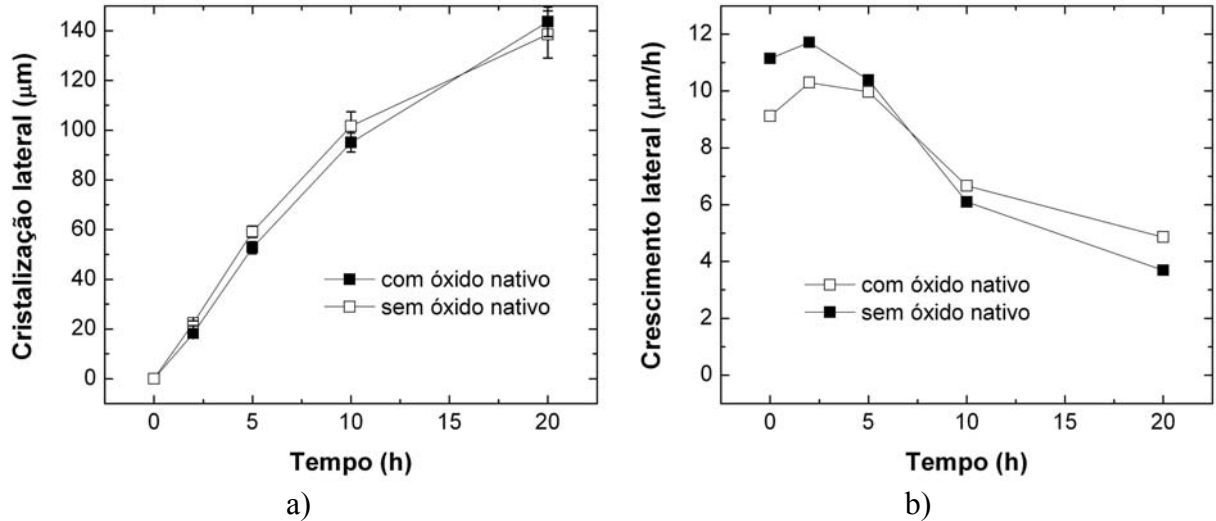 140
120
100
80
60
40
20
0
Cristalização lateral (μm)
com óxido nativo
sem óxido nativo
0 5 10 15 20
Tempo (h)
a)
12
10
8
6
4
2
0
Crescimento lateral (μm/h)
com óxido nativo
sem óxido nativo
0 5 10 15 20
Tempo (h)
b)